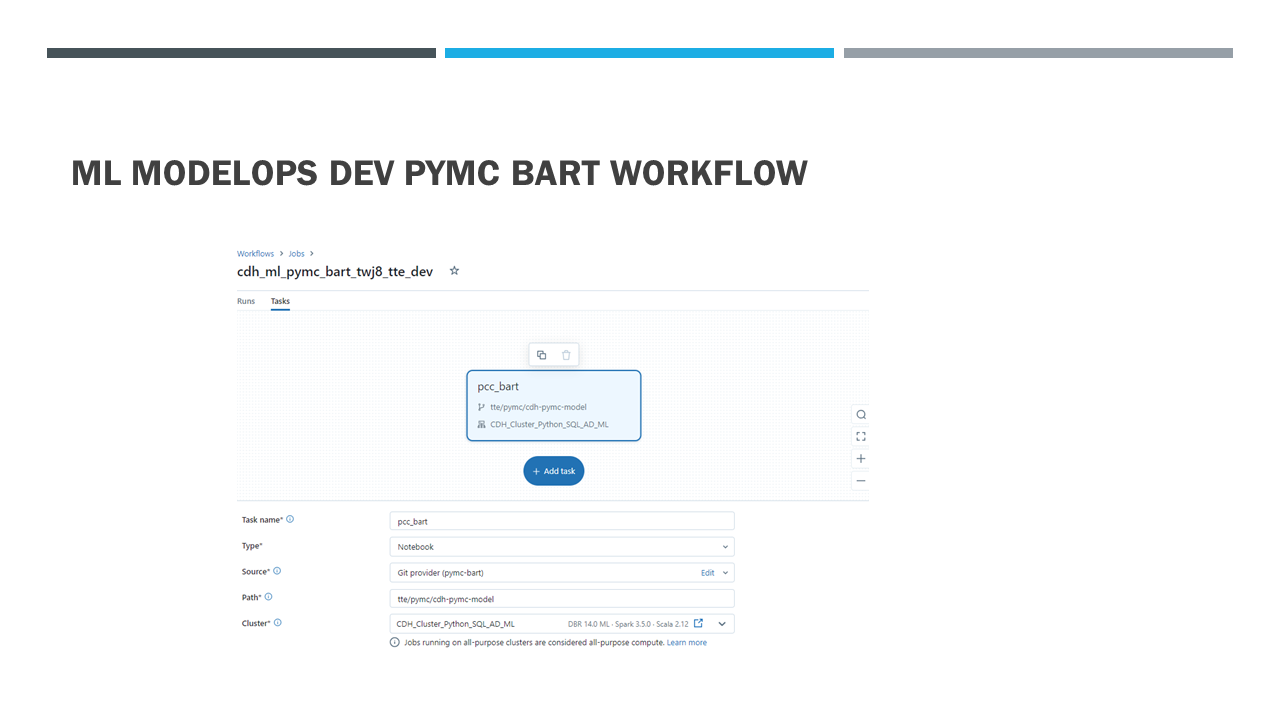 ML MODELOPS DEV PYMC BART WORKFLOW
Workflows > Jobs >
cdh_ml_pymc_bart_twj8_tte_dev
Runs Tasks
pcc_bart
tte/pymc/cdh-pymc-model
CDH_Cluster_Python_SQL_AD_ML
+ Add task
Task name* pcc_bart
Type* Notebook
Source* Git provider (pymc-bart) Edit
Path* tte/pymc/cdh-pymc-model
Cluster* CDH_Cluster_Python_SQL_AD_ML DBR 14.0 ML · Spark 3.5.0 · Scala 2.12
Jobs running on all-purpose clusters are considered all-purpose compute. Learn more